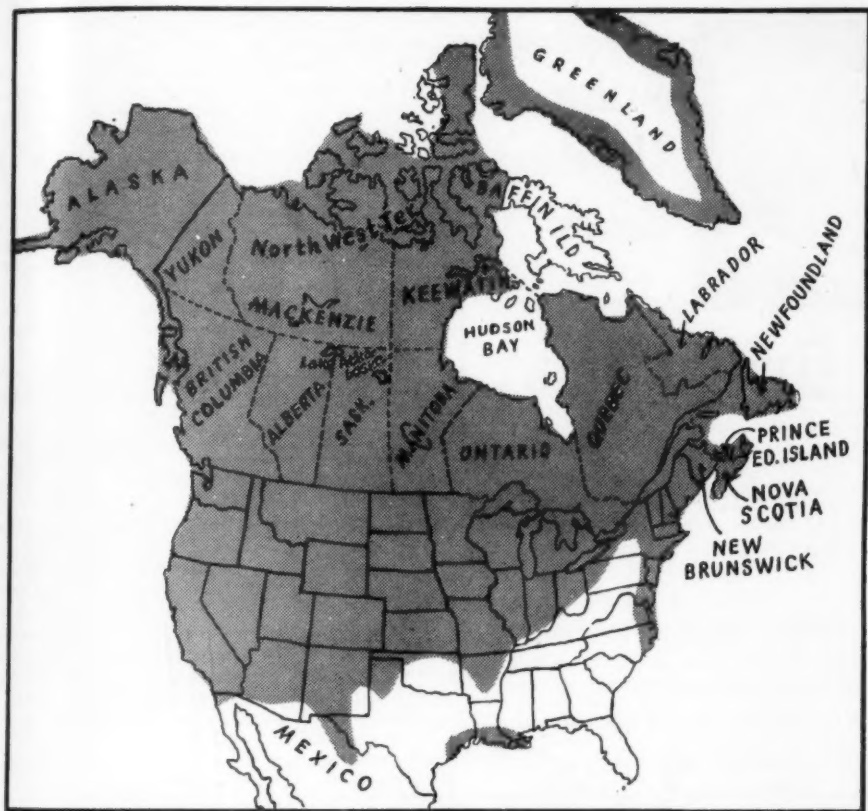 GREENLAND
ALASKA
BAFFIN ILD
YUKON
North West Ter.
MACKENZIE
KEEWATIN
HUDSON
BAY
LABRADOR
NEWFOUNDLAND
BRITISH
COLUMBIA
ALBERTA
SACK.
MANITOBA
ONTARIO
QUEBEC
PRINCE
ED. ISLAND
NOVA
SCOTIA
NEW
BRUNSWICK
MEXICO